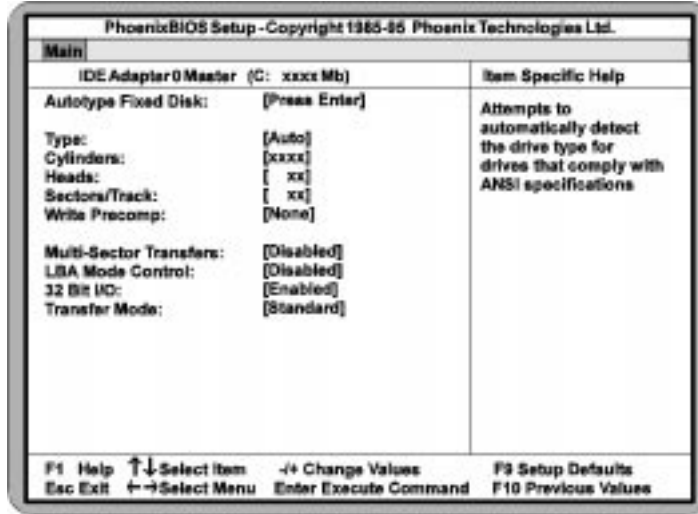 PhoenixBIOS Setup - Copyright 1985-95 Phoenix Technologies Ltd.
Main
IDE Adapter 0 Master (C: xxxx Mb)
Item Specific Help
Autotype Fixed Disk: [Press Enter]
Type: [Auto]
Cylinders: [xxxx]
Heads: [ xx]
Sectors/Track: [ xx]
Write Precomp: [None]
Multi-Sector Transfers: [Disabled]
LBA Mode Control: [Disabled]
32 Bit I/O: [Enabled]
Transfer Mode: [Standard]
Attempts to
automatically detect
the drive type for
drives that comply with
ANSI specifications
F1 Help ↑↓ Select Item -/+ Change Values F9 Setup Defaults
Esc Exit ←→ Select Menu Enter Execute Command F10 Previous Values